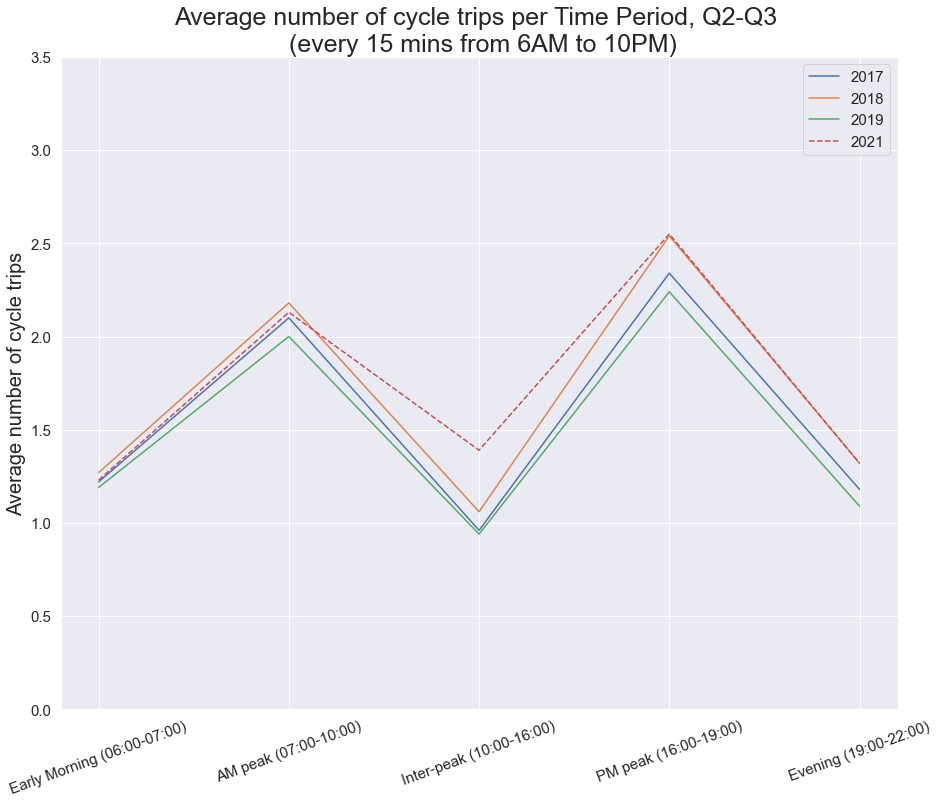 Average number of cycle trips per Time Period, Q2-Q3
(every 15 mins from 6AM to 10PM)
3.5
3.0
2.5
2.0
1.5
1.0
0.5
0.0
Average number of cycle trips
2017
2018
2019
2021
Early Morning (06:00-07:00)
AM peak (07:00-10:00)
Inter-peak (10:00-16:00)
PM peak (16:00-19:00)
Evening (19:00-22:00)